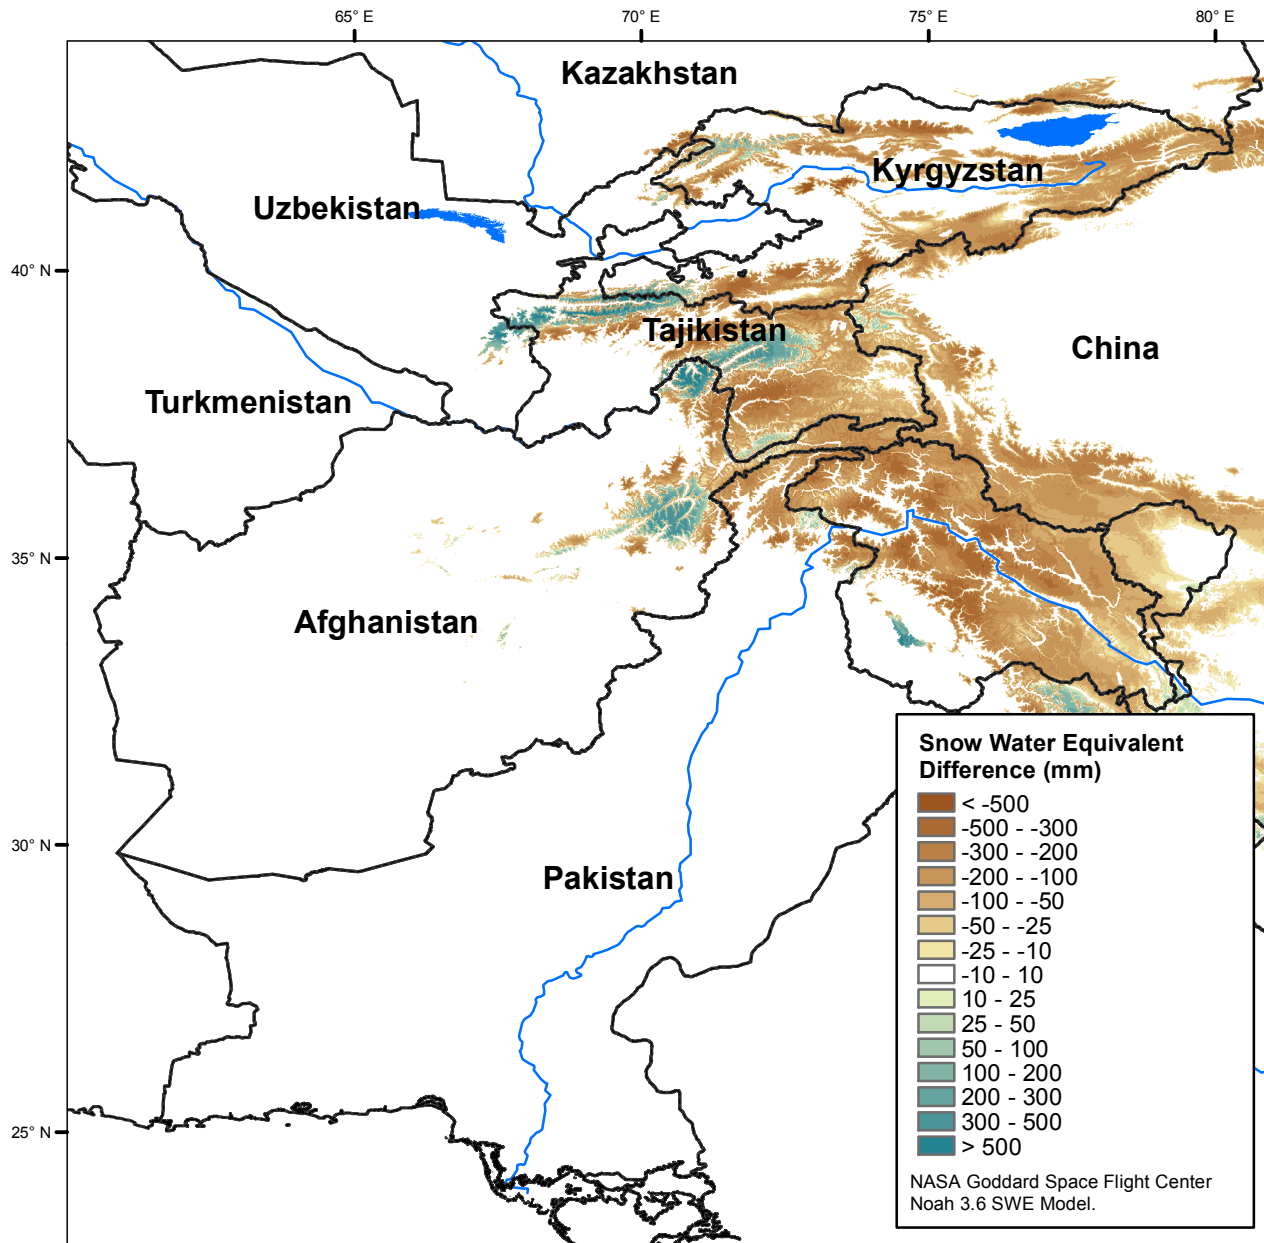 65° E
70° E
75° E
80° E
Kazakhstan
Kyrgyzstan
Uzbekistan
40° N
Tajikistan
China
Turkmenistan
35° N
Afghanistan
Snow Water Equivalent
Difference (mm)
< -500
-500 - -300
-300 - -200
-200 - -100
-100 - -50
-50 - -25
-25 - -10
-10 - 10
10 - 25
25 - 50
50 - 100
100 - 200
200 - 300
300 - 500
> 500
30° N
Pakistan
25° N
NASA Goddard Space Flight Center
Noah 3.6 SWE Model.